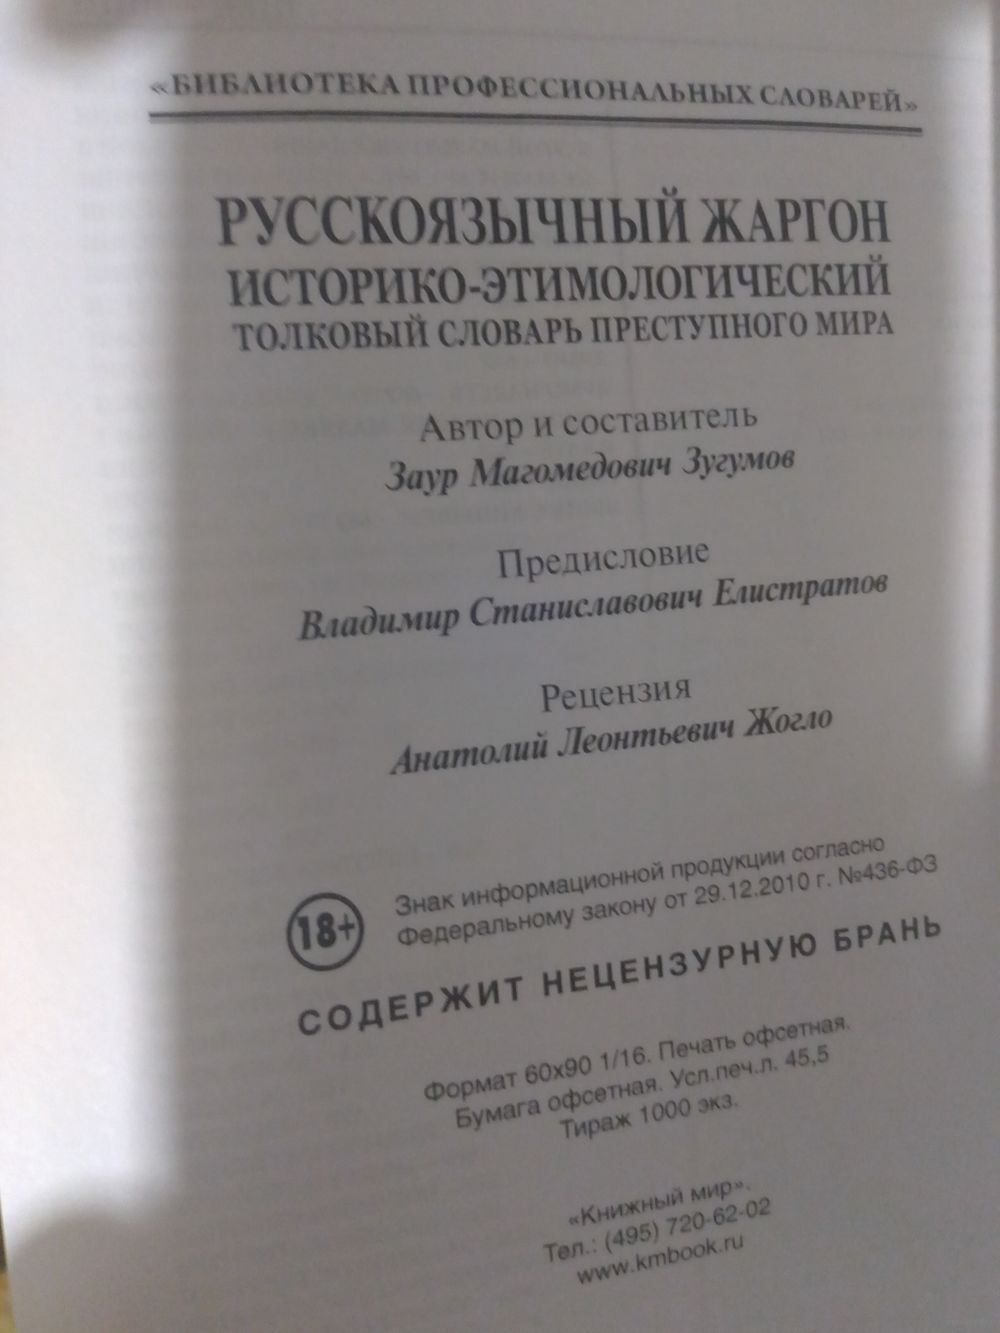 «БИБЛИОТЕКА ПРОФЕССИОНАЛЬНЫХ СЛОВАРЕЙ»
РУССКОЯЗЫЧНЫЙ ЖАРГОН
ИСТОРИКО-ЭТИМОЛОГИЧЕСКИЙ
ТОЛКОВЫЙ СЛОВАРЬ ПРЕСТУПНОГО МИРА
Автор и составитель
Заур Магомедович Зугумов
Предисловие
Владимир Станиславович Елистратов
Рецензия
Анатолий Леонтьевич Жогло
18+
Знак информационной продукции согласно
Федеральному закону от 29.12.2010 г. №436-ФЗ
СОДЕРЖИТ НЕЦЕНЗУРНУЮ БРАНЬ
Формат 60х90 1/16. Печать офсетная.
Бумага офсетная. Усл.печ.л. 45,5
Тираж 1000 экз.
«Книжный мир».
Тел.: (495) 720-62-02
www.kmbook.ru